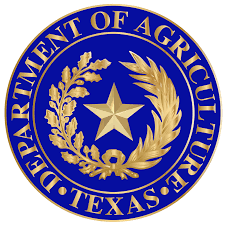 DEPARTMENT OF AGRICULTURE
TEXAS